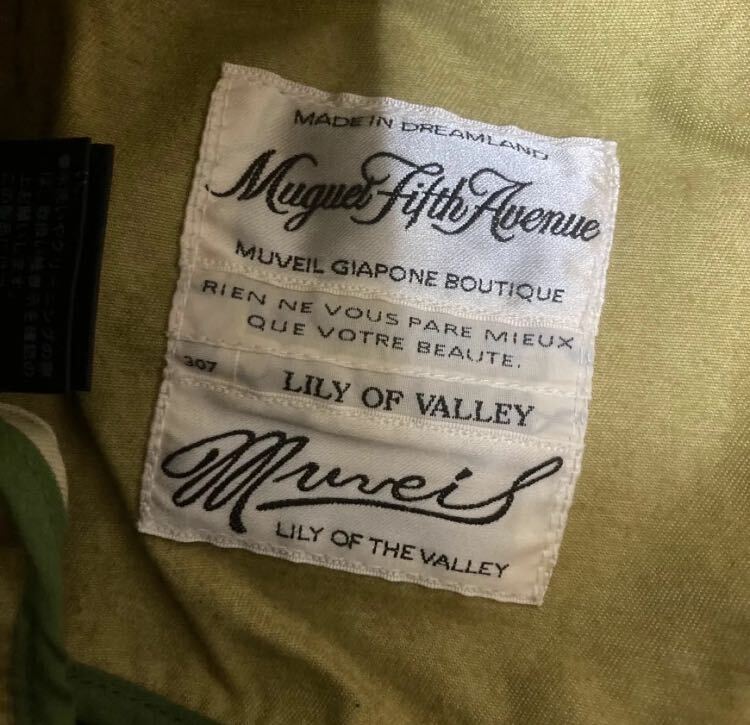 MADE IN DREAMLAND
Muguet Fifth Avenue
MUVEIL GIAPONE BOUTIQUE
RIEN NE VOUS PARE MIEUX
QUE VOTRE BEAUTE.
307
LILY OF VALLEY
Muveil
LILY OF THE VALLEY